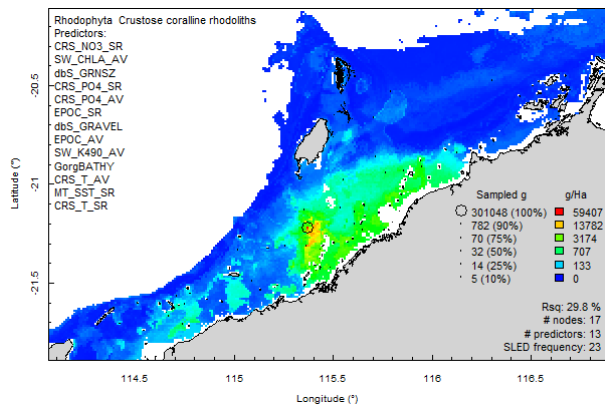 Rhodophyta Crustose coralline rhodoliths
Predictors:
CRS_NO3_SR
SW_CHLA_AV
dbS_GRNSZ
CRS_PO4_SR
CRS_PO4_AV
EPOC_SR
dbS_GRAVEL
EPOC_AV
SW_K490_AV
GorgBATHY
CRS_T_AV
MT_SST_SR
CRS_T_SR
-20.5
-21
-21.5
Latitude (°)
Sampled g g/Ha
301048 (100%) 59407
782 (90%) 13782
70 (75%) 3174
32 (50%) 707
14 (25%) 133
5 (10%) 0
Rsq: 29.8 %
# nodes: 17
# predictors: 13
SLED frequency: 23
114.5 115 115.5 116 116.5
Longitude (°)